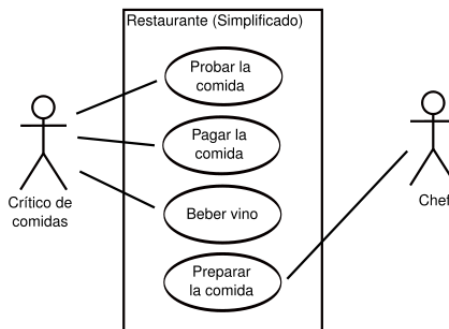 Restaurante (Simplificado)
Probar la
comida
Pagar la
comida
Beber vino
Preparar
la comida
Crítico de
comidas
Chef